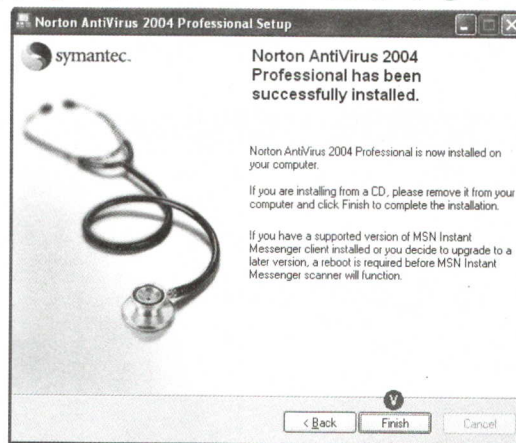 Norton AntiVirus 2004 Professional Setup
symantec.
Norton AntiVirus 2004
Professional has been
successfully installed.
Norton AntiVirus 2004 Professional is now installed on
your computer.
If you are installing from a CD, please remove it from your
computer and click Finish to complete the installation.
If you have a supported version of MSN Instant
Messenger client installed or you decide to upgrade to a
later version, a reboot is required before MSN Instant
Messenger scanner will function.
V
< Back
Finish
Cancel